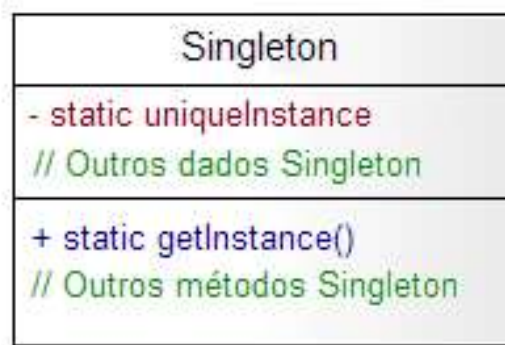 Singleton
- static uniqueInstance
// Outros dados Singleton
+ static getInstance()
// Outros métodos Singleton